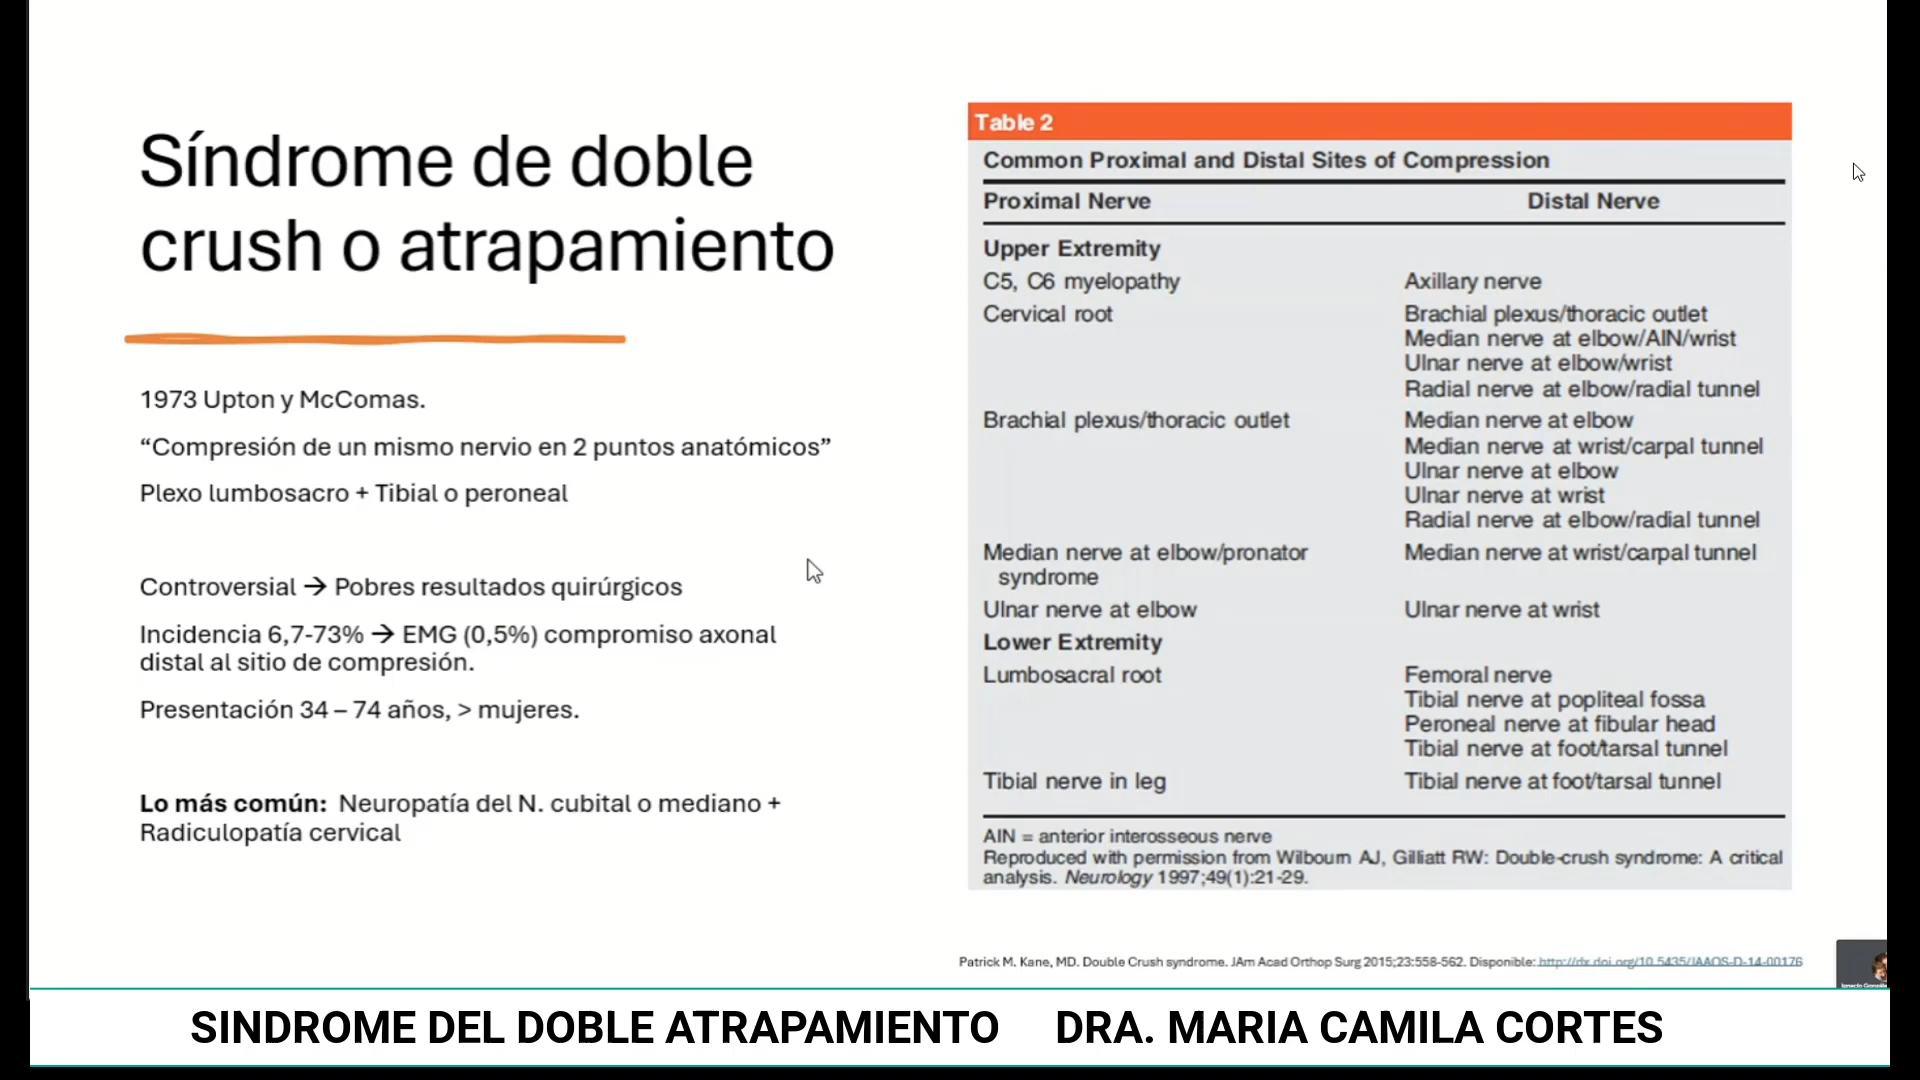 Síndrome de doble
crush o atrapamiento
1973 Upton y McComas.
“Compresión de un mismo nervio en 2 puntos anatómicos”
Plexo lumbosacro + Tibial o peroneal
Controversial → Pobres resultados quirúrgicos
Incidencia 6,7-73% → EMG (0,5%) compromiso axonal
distal al sitio de compresión.
Presentación 34 – 74 años, > mujeres.
Lo más común: Neuropatía del N. cubital o mediano +
Radiculopatía cervical
Table 2
Common Proximal and Distal Sites of Compression
Proximal Nerve Distal Nerve
Upper Extremity
C5, C6 myelopathy Axillary nerve
Cervical root Brachial plexus/thoracic outlet
Median nerve at elbow/AIN/wrist
Ulnar nerve at elbow/wrist
Radial nerve at elbow/radial tunnel
Brachial plexus/thoracic outlet Median nerve at elbow
Median nerve at wrist/carpal tunnel
Ulnar nerve at elbow
Ulnar nerve at wrist
Radial nerve at elbow/radial tunnel
Median nerve at elbow/pronator Median nerve at wrist/carpal tunnel
syndrome
Ulnar nerve at elbow Ulnar nerve at wrist
Lower Extremity
Lumbosacral root Femoral nerve
Tibial nerve at popliteal fossa
Peroneal nerve at fibular head
Tibial nerve at foot/tarsal tunnel
Tibial nerve in leg Tibial nerve at foot/tarsal tunnel
AIN = anterior interosseous nerve
Reproduced with permission from Wilbourn AJ, Gilliatt RW: Double-crush syndrome: A critical
analysis. Neurology 1997;49(1):21-29.
Patrick M. Kane, MD. Double Crush syndrome. JAm Acad Orthop Surg 2015;23:558-562. Disponible: http://dx.doi.org/10.5435/JAAOS-D-14-00176
SINDROME DEL DOBLE ATRAPAMIENTO DRA. MARIA CAMILA CORTES